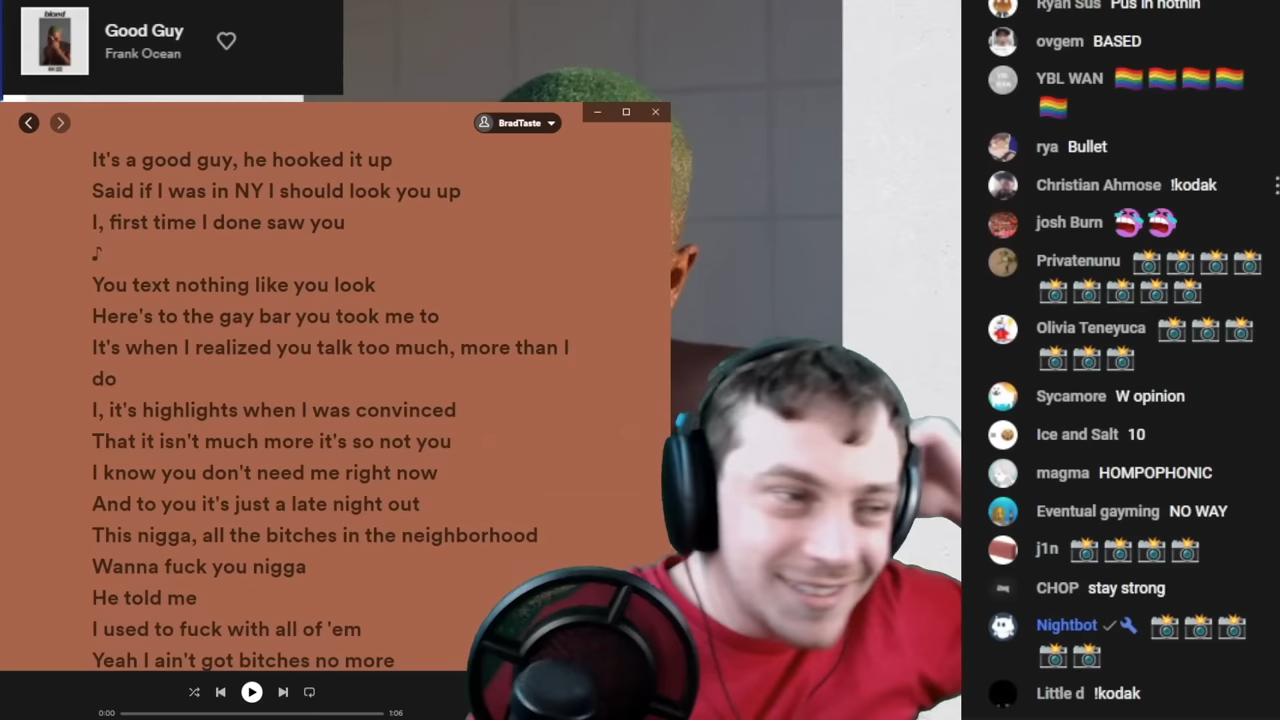 blond
Good Guy
Frank Ocean
BradTaste
It's a good guy, he hooked it up
Said if I was in NY I should look you up
I, first time I done saw you
♪
You text nothing like you look
Here's to the gay bar you took me to
It's when I realized you talk too much, more than I
do
I, it's highlights when I was convinced
That it isn't much more it's so not you
I know you don't need me right now
And to you it's just a late night out
This nigga, all the bitches in the neighborhood
Wanna fuck you nigga
He told me
I used to fuck with all of 'em
Yeah I ain't got bitches no more
0:00
1:06
Ryan Sus Pus in nothin
ovgem BASED
YBL WAN 🏳️‍🌈🏳️‍🌈🏳️‍🌈🏳️‍🌈
🏳️‍🌈
rya Bullet
Christian Ahmose !kodak
josh Burn
Privatenunu 📸📸📸📸
📸📸📸📸📸
Olivia Teneyuca 📸📸📸
📸📸📸
Sycamore W opinion
Ice and Salt 10
magma HOMPOPHONIC
Eventual gayming NO WAY
j1n 📸📸📸📸
CHOP stay strong
Nightbot 📸📸📸
📸📸
Little d !kodak